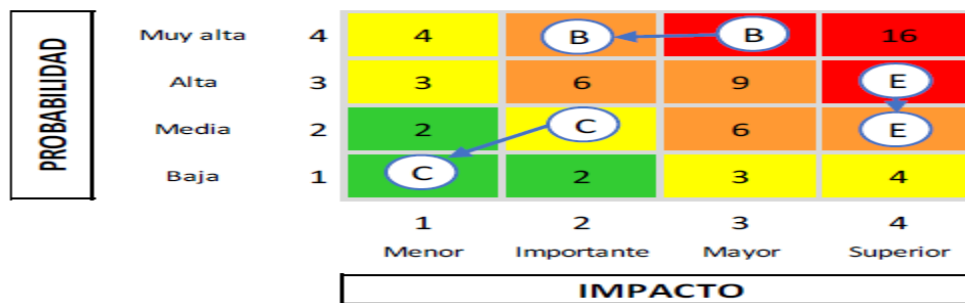 PROBABILIDAD
Muy alta 4 4 B B 16
Alta 3 3 6 9 E
Media 2 2 C 6 E
Baja 1 C 2 3 4
1 2 3 4
Menor Importante Mayor Superior
IMPACTO